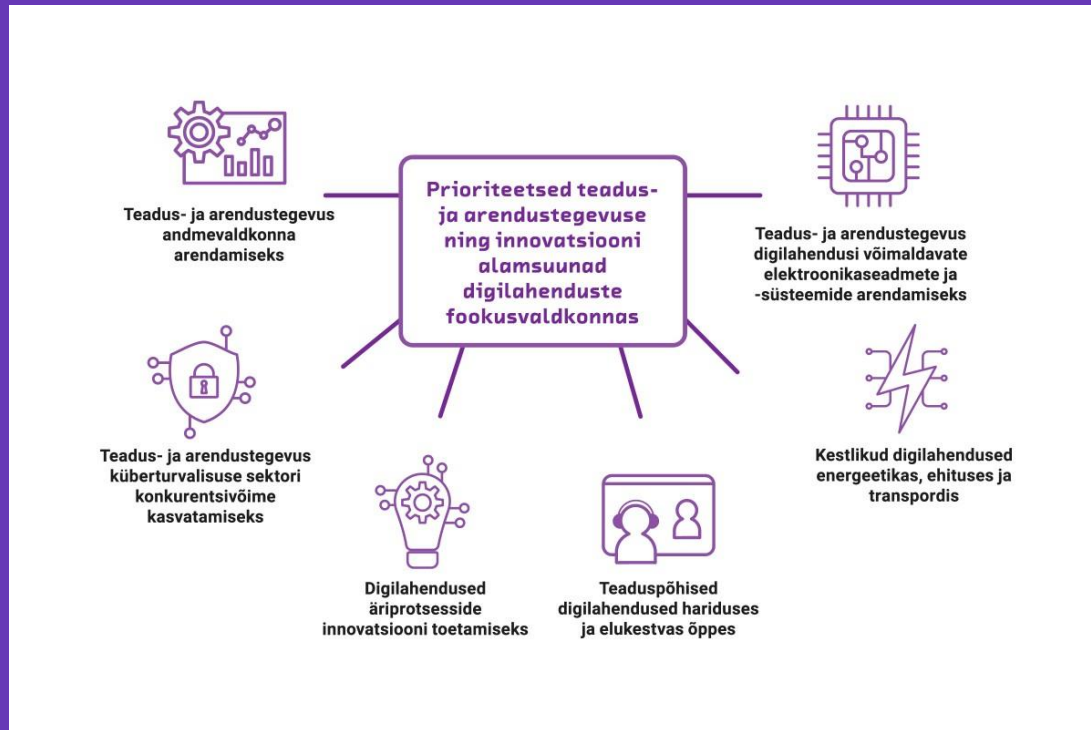 Prioriteetsed teadus-
ja arendustegevuse
ning innovatsiooni
alamsuunad
digilahenduste
fookusvaldkonnas
Teadus- ja arendustegevus
andmevaldkonna
arendamiseks
Teadus- ja arendustegevus
digilahendusi võimaldavate
elektroonikaseadmete ja
-süsteemide arendamiseks
Teadus- ja arendustegevus
küberturvalisuse sektori
konkurentsivõime
kasvatamiseks
Kestlikud digilahendused
energeetikas, ehituses ja
transpordis
Digilahendused
äriprotsesside
innovatsiooni toetamiseks
Teaduspõhised
digilahendused hariduses
ja elukestvas õppes